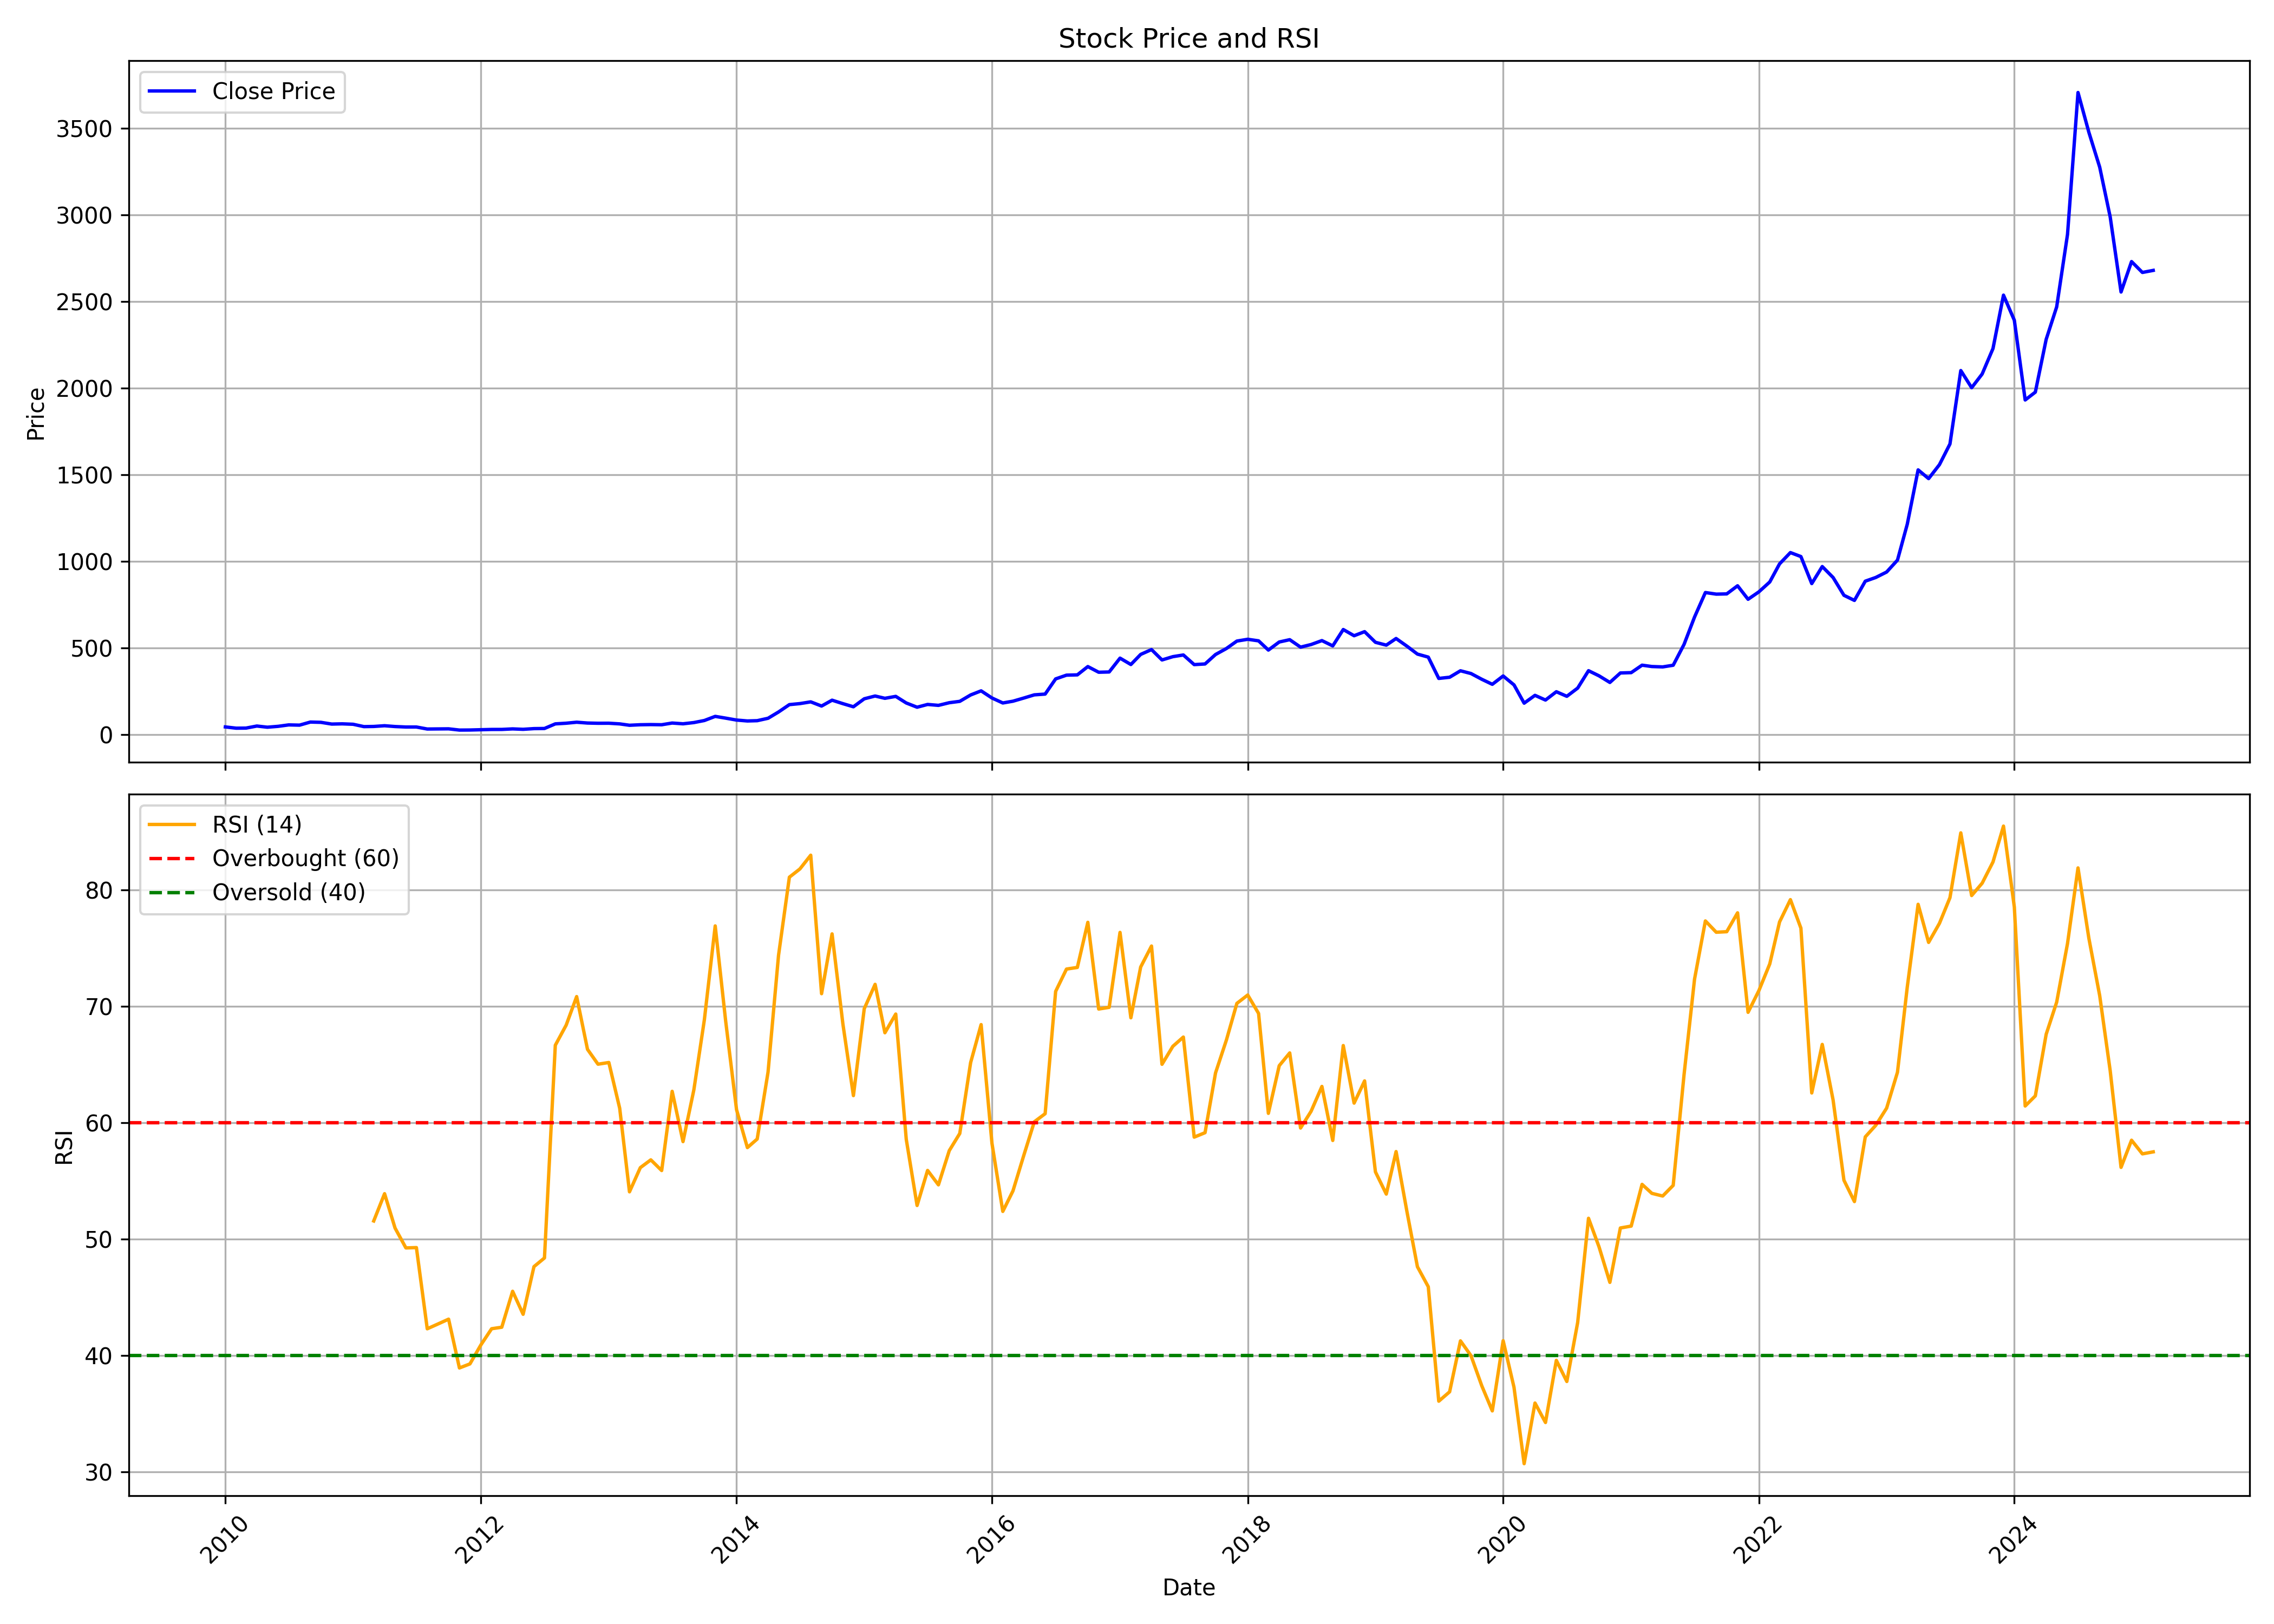 Stock Price and RSI
Close Price
Price
3500
3000
2500
2000
1500
1000
500
0
RSI (14)
Overbought (60)
Oversold (40)
RSI
80
70
60
50
40
30
2010
2012
2014
2016
2018
2020
2022
2024
Date